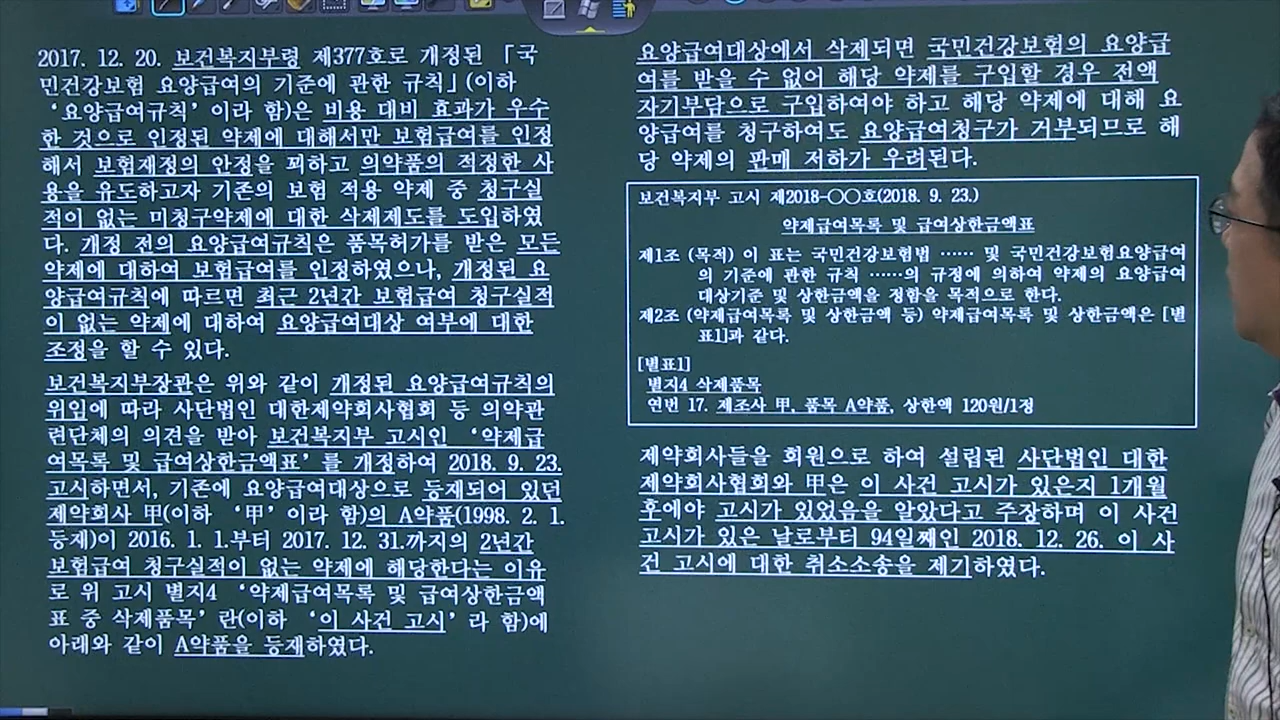 2017. 12. 20. 보건복지부령 제377호로 개정된 「국
민건강보험 요양급여의 기준에 관한 규칙」(이하
‘요양급여규칙’이라 함)은 비용 대비 효과가 우수
한 것으로 인정된 약제에 대해서만 보험급여를 인정
해서 보험재정의 안정을 꾀하고 의약품의 적정한 사
용을 유도하고자 기존의 보험 적용 약제 중 청구실
적이 없는 미청구약제에 대한 삭제제도를 도입하였
다. 개정 전의 요양급여규칙은 품목허가를 받은 모든
약제에 대하여 보험급여를 인정하였으나, 개정된 요
양급여규칙에 따르면 최근 2년간 보험급여 청구실적
이 없는 약제에 대하여 요양급여대상 여부에 대한
조정을 할 수 있다.
보건복지부장관은 위와 같이 개정된 요양급여규칙의
위임에 따라 사단법인 대한제약회사협회 등 의약관
련단체의 의견을 받아 보건복지부 고시인 ‘약제급
여목록 및 급여상한금액표’를 개정하여 2018. 9. 23.
고시하면서, 기존에 요양급여대상으로 등재되어 있던
제약회사 甲(이하 ‘甲’이라 함)의 A약품(1998. 2. 1.
등재)이 2016. 1. 1.부터 2017. 12. 31.까지의 2년간
보험급여 청구실적이 없는 약제에 해당한다는 이유
로 위 고시 별지4 ‘약제급여목록 및 급여상한금액
표 중 삭제품목’란(이하 ‘이 사건 고시’라 함)에
아래와 같이 A약품을 등재하였다.
요양급여대상에서 삭제되면 국민건강보험의 요양급
여를 받을 수 없어 해당 약제를 구입할 경우 전액
자기부담으로 구입하여야 하고 해당 약제에 대해 요
양급여를 청구하여도 요양급여청구가 거부되므로 해
당 약제의 판매 저하가 우려된다.
보건복지부 고시 제2018-○○호(2018. 9. 23.)
약제급여목록 및 급여상한금액표
제1조 (목적) 이 표는 국민건강보험법 …… 및 국민건강보험요양급여
의 기준에 관한 규칙 ……의 규정에 의하여 약제의 요양급여
대상기준 및 상한금액을 정함을 목적으로 한다.
제2조 (약제급여목록 및 상한금액 등) 약제급여목록 및 상한금액은 [별
표1]과 같다.
[별표1]
별지4 삭제품목
연번 17. 제조사 甲, 품목 A약품, 상한액 120원/1정
제약회사들을 회원으로 하여 설립된 사단법인 대한
제약회사협회와 甲은 이 사건 고시가 있은지 1개월
후에야 고시가 있었음을 알았다고 주장하며 이 사건
고시가 있은 날로부터 94일째인 2018. 12. 26. 이 사
건 고시에 대한 취소소송을 제기하였다.